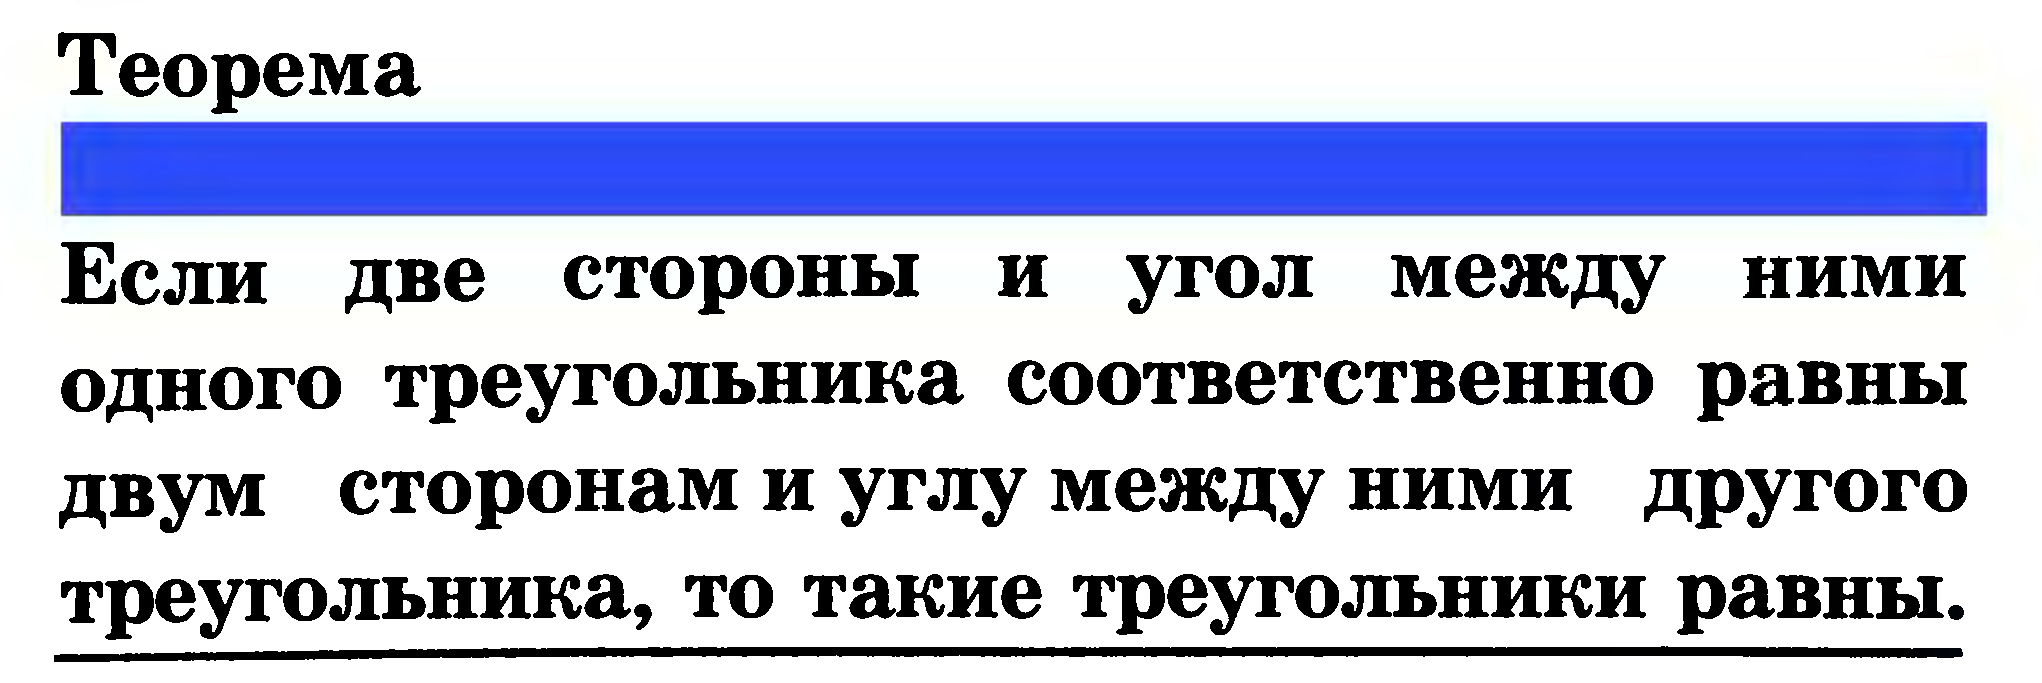 Теорема
Если две стороны и угол между ними
одного треугольника соответственно равны
двум сторонам и углу между ними другого
треугольника, то такие треугольники равны.